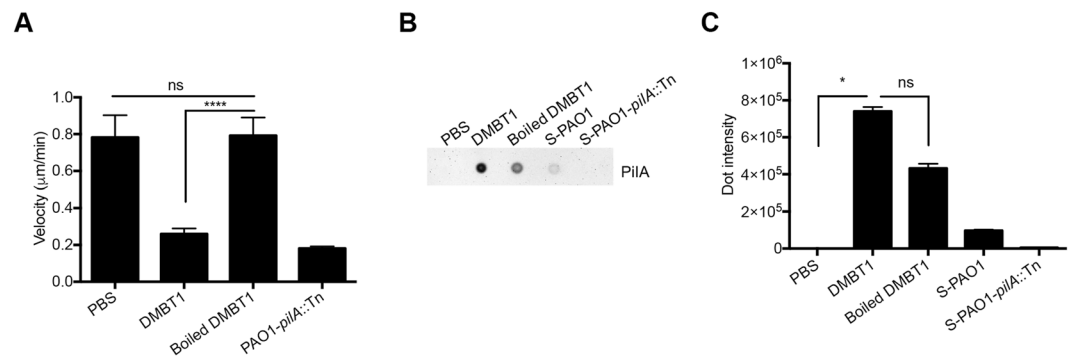 A
ns
****
Velocity (μm/min)
1.0
0.8
0.6
0.4
0.2
0.0
PBS
DMBT1
Boiled DMBT1
PAO1-pilA::Tn
B
PBS
DMBT1
Boiled DMBT1
S-PAO1
S-PAO1-pilA::Tn
PilA
C
* ns
Dot intensity
1×10⁶
8×10⁵
6×10⁵
4×10⁵
2×10⁵
0
PBS
DMBT1
Boiled DMBT1
S-PAO1
S-PAO1-pilA::Tn